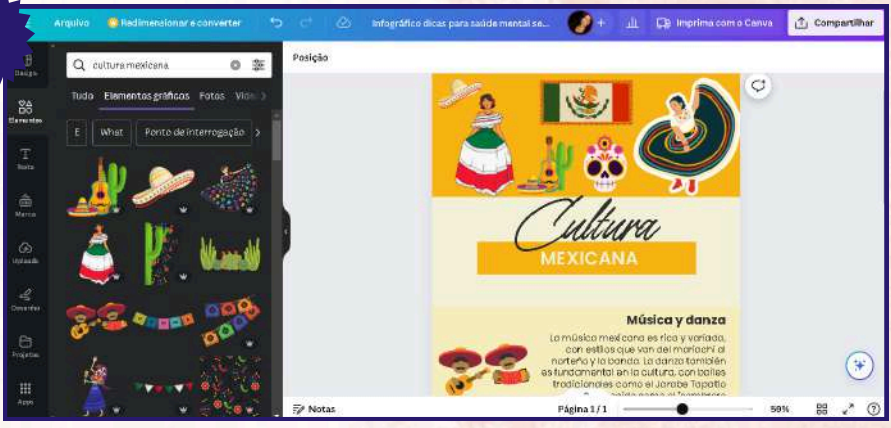 Arquivo Redimensionar e converter Infográfico dicas para saúde mental se... + Imprima com o Canva Compartilhar
Design
Elementos
Texto
Marca
Uploads
Desenhar
Projetos
Apps
cultura mexicana
Tudo Elementos gráficos Fotos
E What Ponto de interrogação
Posição
Cultura
MEXICANA
Música y danza
La música mexicana es rica y variada,
con estilos que van del mariachi al
norteño y la banda. La danza también
es fundamental en la cultura, con bailes
tradicionales como el Jarabe Tapatío
Notas Página 1 / 1 59%